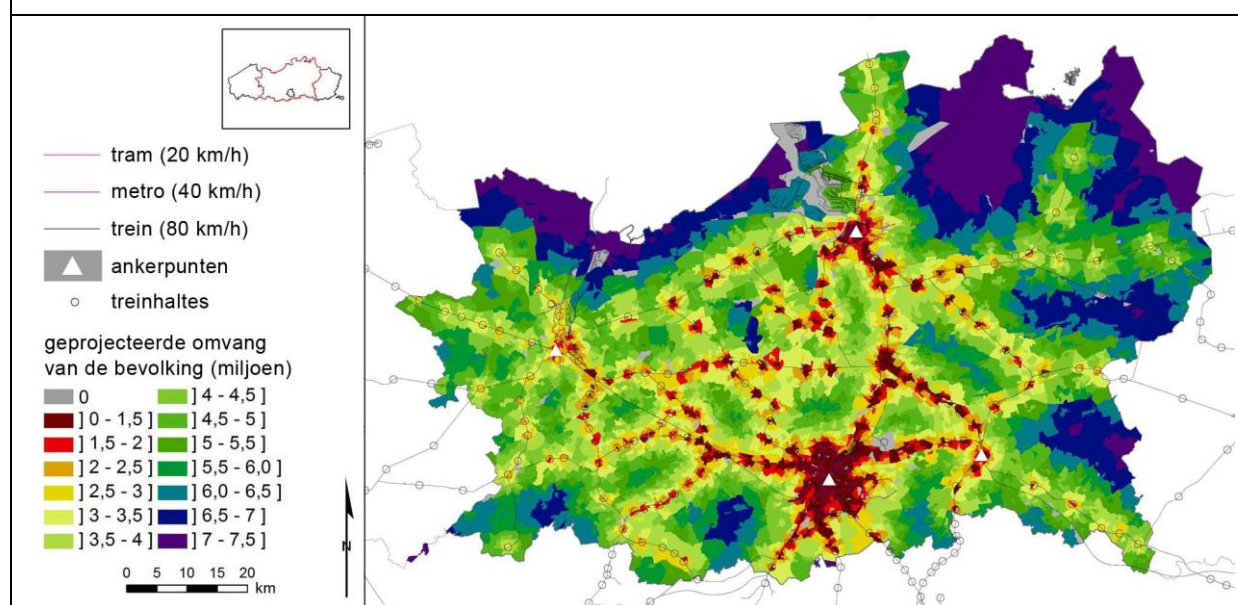 tram (20 km/h)
metro (40 km/h)
trein (80 km/h)
ankerpunten
treinhaltes
geprojecteerde omvang
van de bevolking (miljoen)
0
] 0 - 1,5 ]
] 1,5 - 2 ]
] 2 - 2,5 ]
] 2,5 - 3 ]
] 3 - 3,5 ]
] 3,5 - 4 ]
] 4 - 4,5 ]
] 4,5 - 5 ]
] 5 - 5,5 ]
] 5,5 - 6,0 ]
] 6,0 - 6,5 ]
] 6,5 - 7 ]
] 7 - 7,5 ]
0 5 10 15 20
km
N